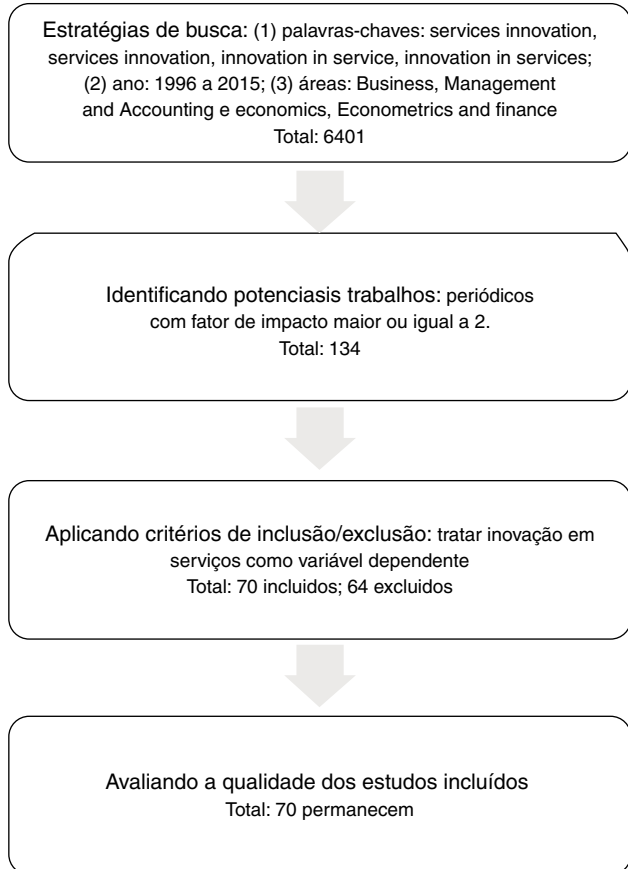 Estratégias de busca: (1) palavras-chaves: services innovation,
services innovation, innovation in service, innovation in services;
(2) ano: 1996 a 2015; (3) áreas: Business, Management
and Accounting e economics, Econometrics and finance
Total: 6401
Identificando potenciasis trabalhos: periódicos
com fator de impacto maior ou igual a 2.
Total: 134
Aplicando critérios de inclusão/exclusão: tratar inovação em
serviços como variável dependente
Total: 70 incluidos; 64 excluidos
Avaliando a qualidade dos estudos incluídos
Total: 70 permanecem